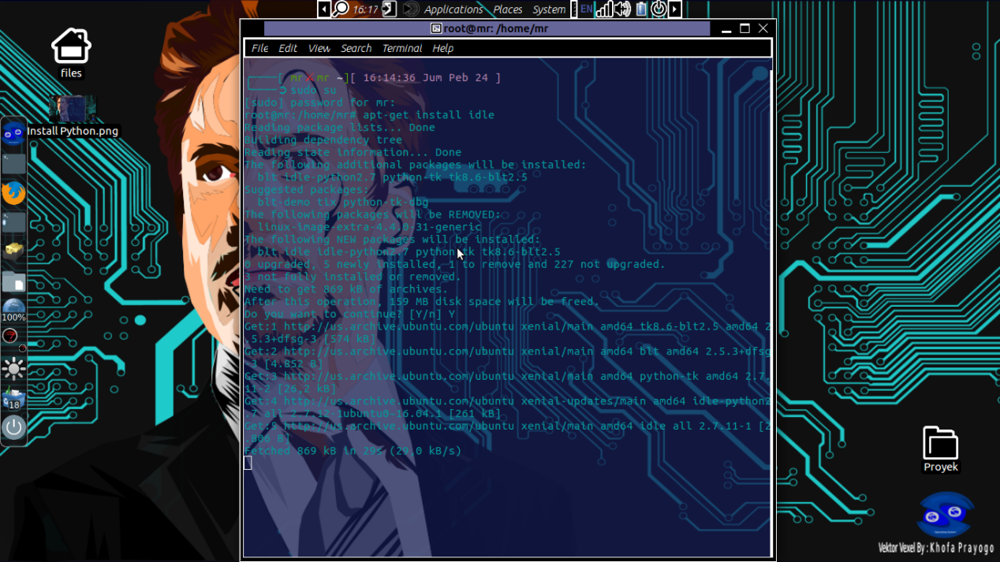 16:17
Applications Places System
EN
root@mr: /home/mr
File Edit View Search Terminal Help
files
Install Python.png
100%
18
[ mr✗mr ~][ 16:14:36 Jum Peb 24 ]
sudo su
[sudo] password for mr:
root@mr:/home/mr# apt-get install idle
Reading package lists... Done
Building dependency tree
Reading state information... Done
The following additional packages will be installed:
blt idle-python2.7 python-tk tk8.6-blt2.5
Suggested packages:
blt-demo tix python-tk-dbg
The following packages will be REMOVED:
linux-image-extra-4.4.0-31-generic
The following NEW packages will be installed:
blt idle idle-python2.7 python-tk tk8.6-blt2.5
0 upgraded, 5 newly installed, 1 to remove and 227 not upgraded.
3 not fully installed or removed.
Need to get 869 kB of archives.
After this operation, 159 MB disk space will be freed.
Do you want to continue? [Y/n] Y
Get:1 http://us.archive.ubuntu.com/ubuntu xenial/main amd64 tk8.6-blt2.5 amd64 2
.5.3+dfsg-3 [574 kB]
Get:2 http://us.archive.ubuntu.com/ubuntu xenial/main amd64 blt amd64 2.5.3+dfsg
-3 [4.852 B]
Get:3 http://us.archive.ubuntu.com/ubuntu xenial/main amd64 python-tk amd64 2.7.
11-2 [26,2 kB]
Get:4 http://us.archive.ubuntu.com/ubuntu xenial-updates/main amd64 idle-python2
.7 all 2.7.12-1ubuntu0~16.04.1 [261 kB]
Get:5 http://us.archive.ubuntu.com/ubuntu xenial/main amd64 idle all 2.7.11-1 [2
.806 B]
Fetched 869 kB in 29s (29,0 kB/s)
Proyek
Vektor Vexel By: Khofa Prayogo